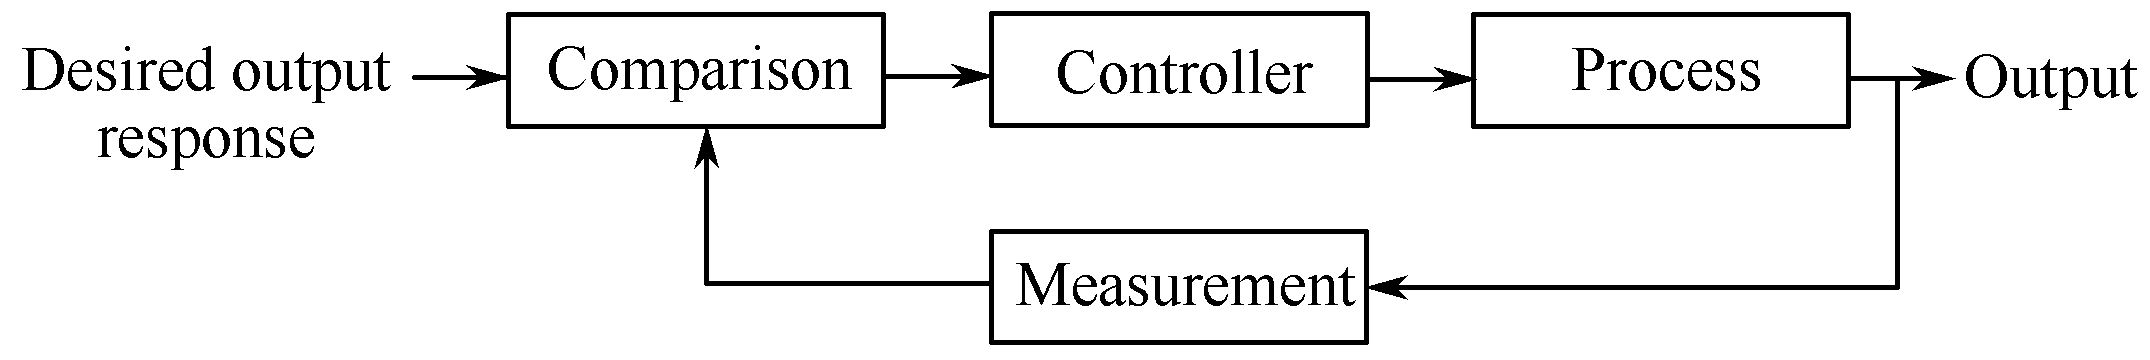 Desired output
response
Comparison
Controller
Process
Output
Measurement